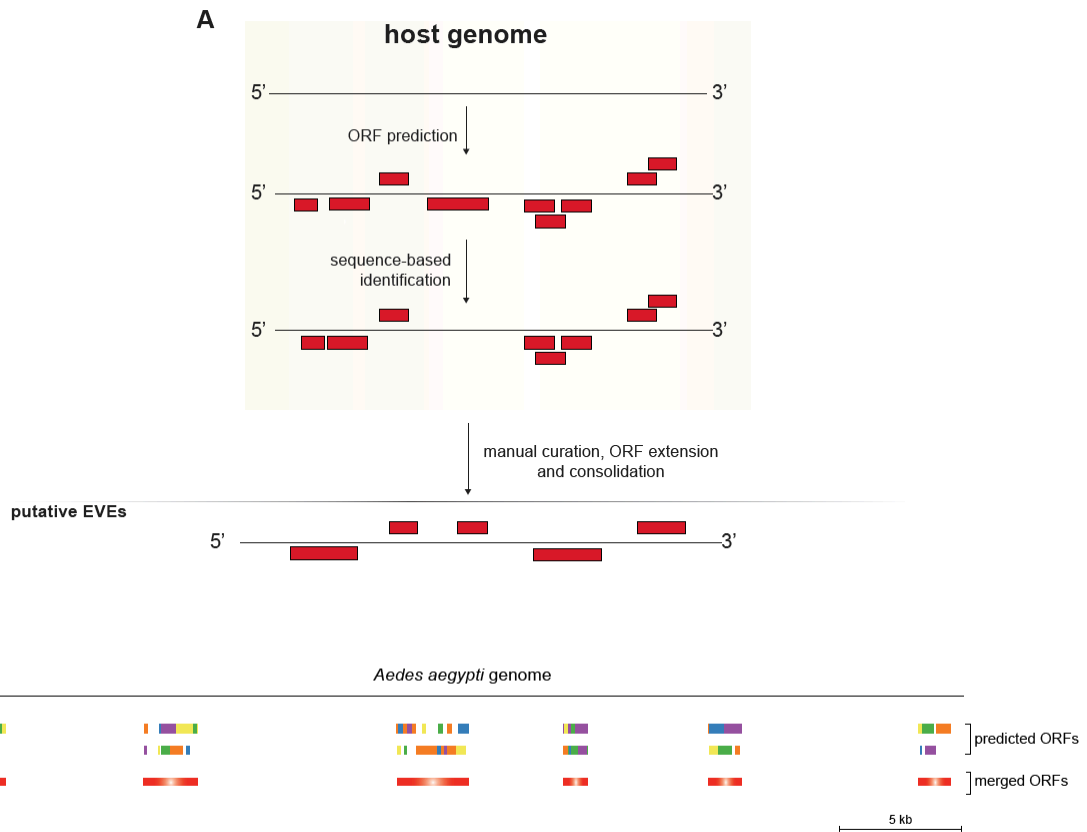 A
host genome
5’ 3’
ORF prediction
5’ 3’
sequence-based
identification
5’ 3’
manual curation, ORF extension
and consolidation
putative EVEs
5’ 3’
Aedes aegypti genome
predicted ORFs
merged ORFs
5 kb